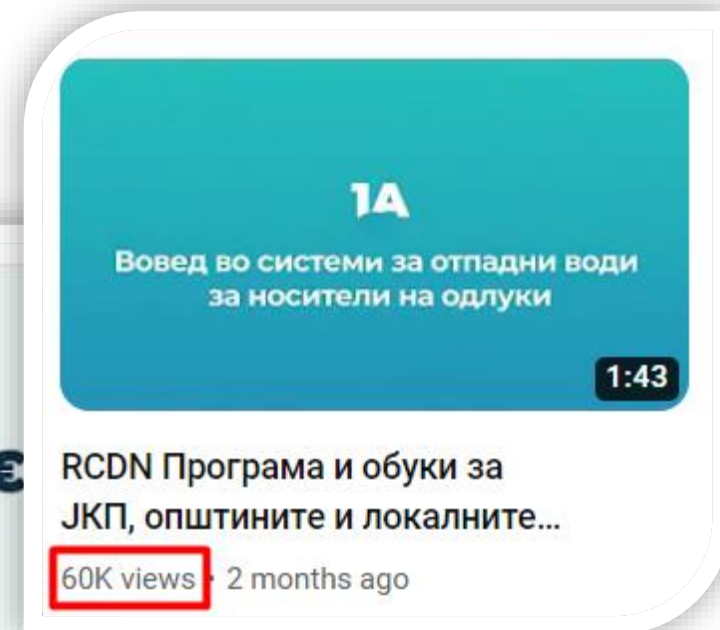 1A
Вовед во системи за отпадни води
за носители на одлуки
1:43
RCDN Програма и обуки за
ЈКП, општините и локалните...
60K views • 2 months ago